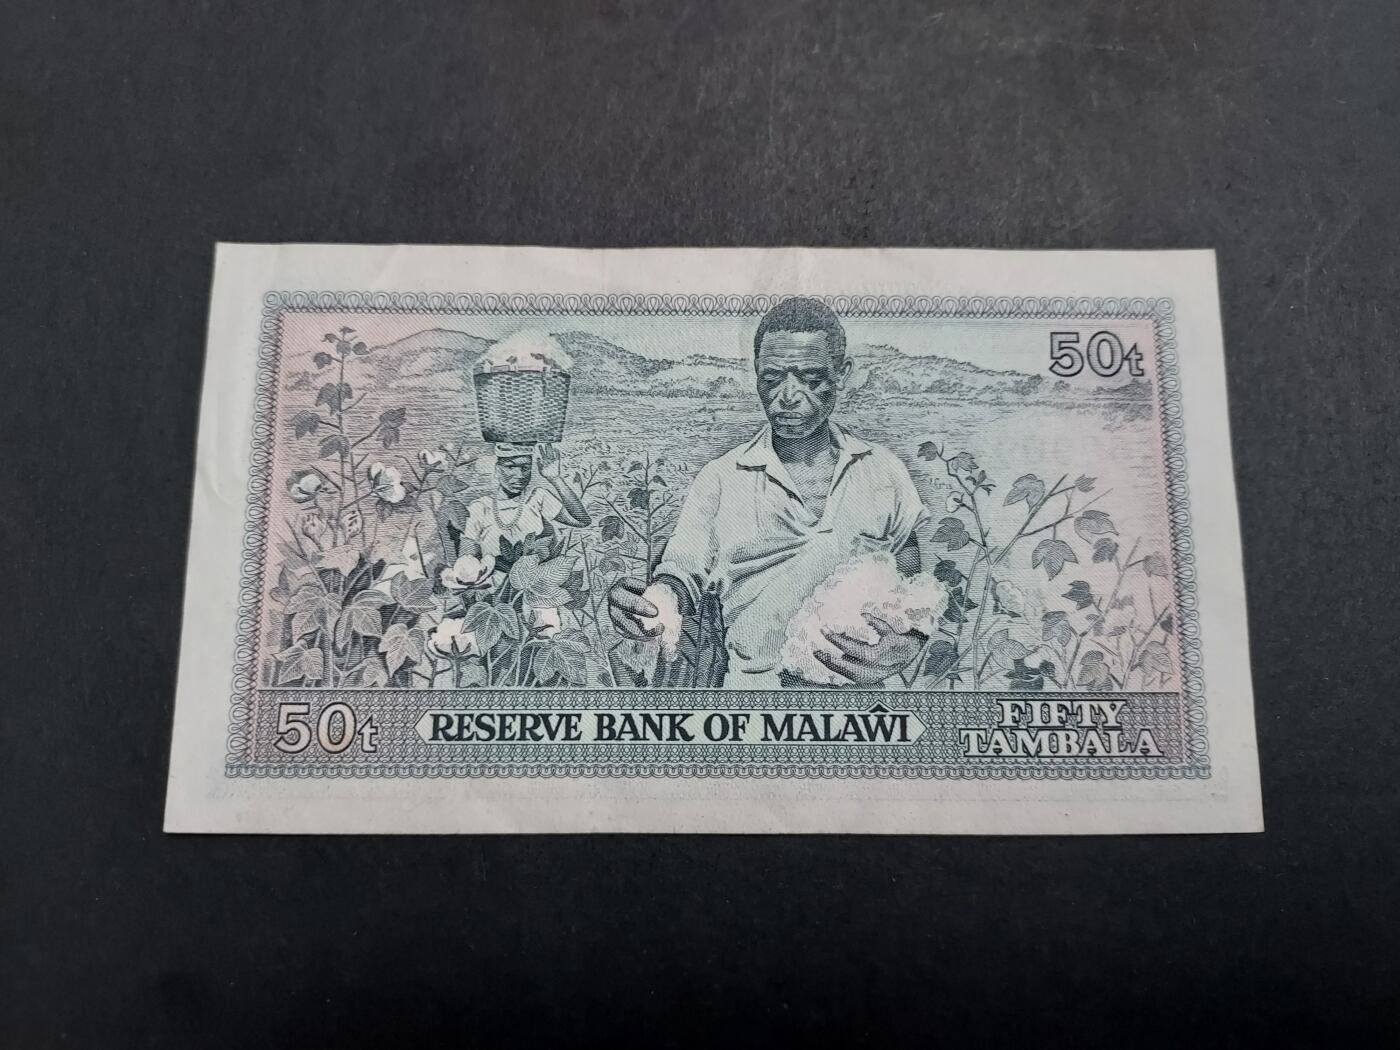 50t
50t
RESERVE BANK OF MALAŴI
FIFTY
TAMBALA